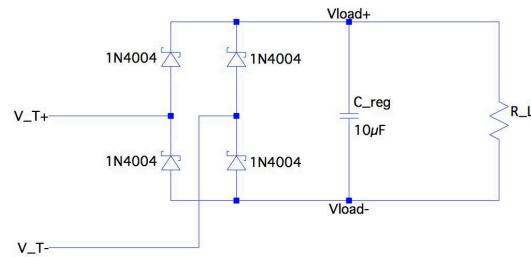 Vload+
1N4004
1N4004
C_reg
V_T+
R_L
10µF
1N4004
1N4004
Vload-
V_T-